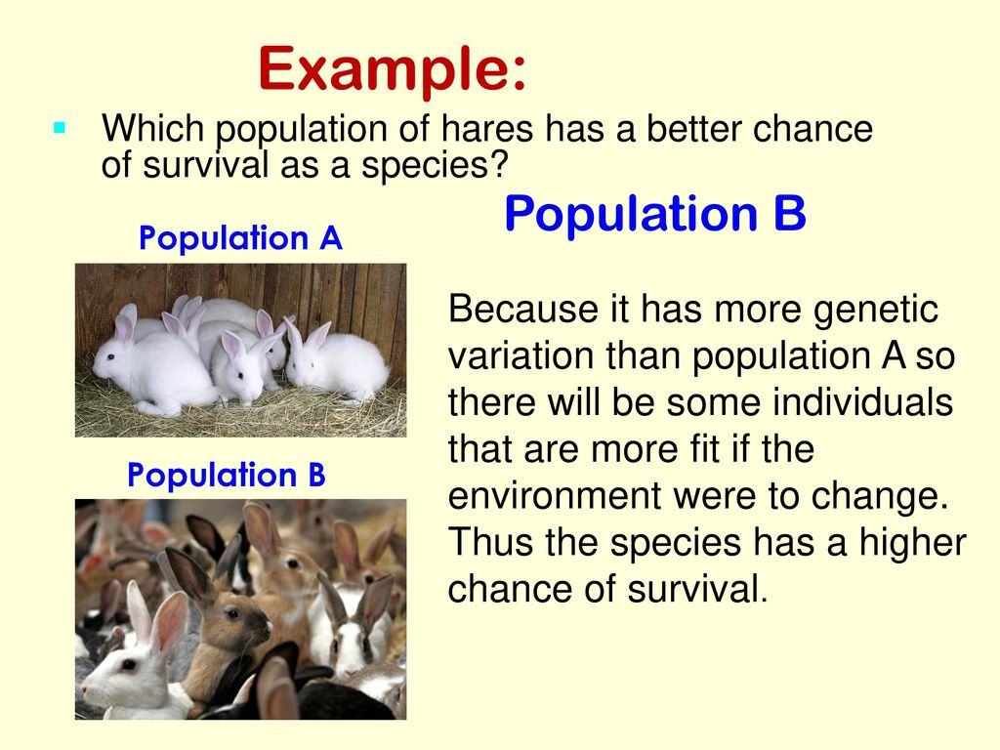 Example:
Which population of hares has a better chance
of survival as a species?
Population B
Population A
Because it has more genetic
variation than population A so
there will be some individuals
that are more fit if the
environment were to change.
Thus the species has a higher
chance of survival.
Population B